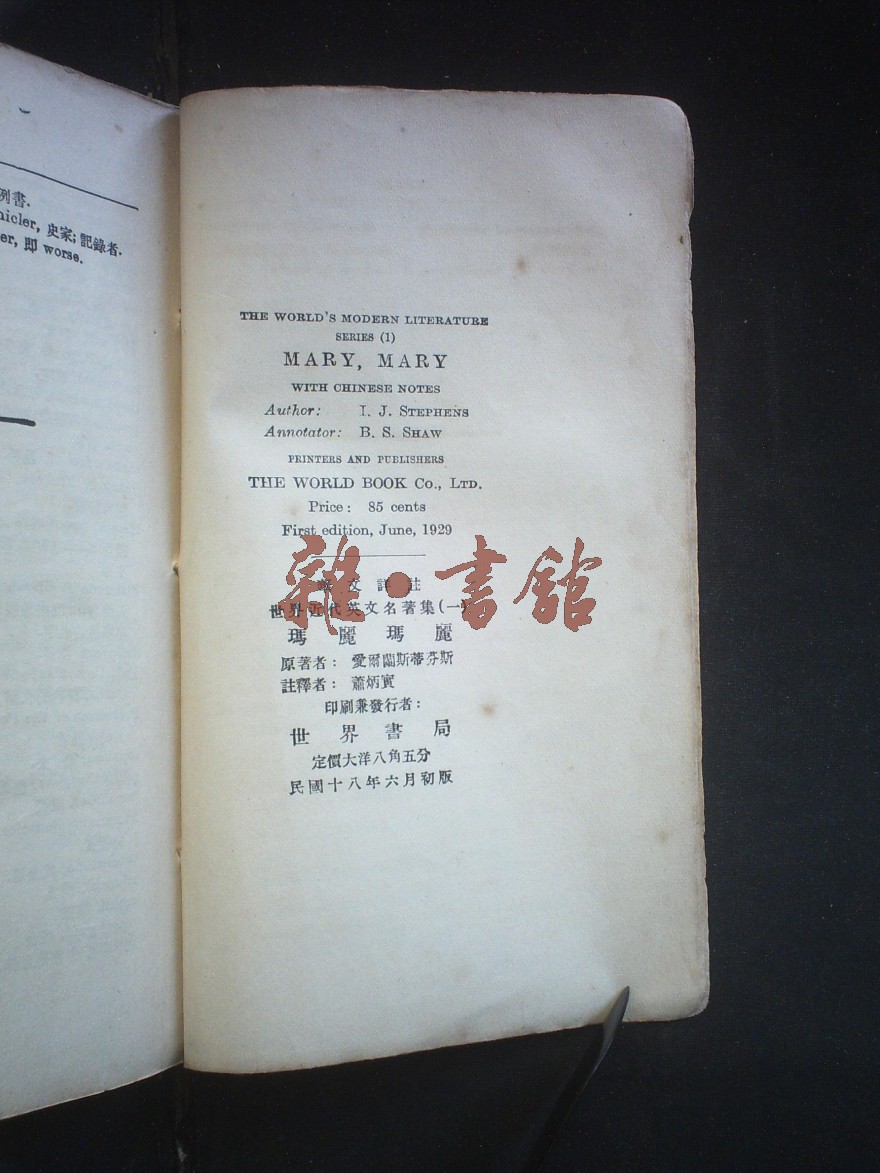 例書.
nicler, 史家; 記錄者.
er, 即 worse.
THE WORLD'S MODERN LITERATURE
SERIES (1)
MARY, MARY
WITH CHINESE NOTES
Author: I. J. STEPHENS
Annotator: B. S. SHAW
PRINTERS AND PUBLISHERS
THE WORLD BOOK Co., LTD.
Price: 85 cents
First edition, June, 1929
文詳註
世界近代英文名著集(一)
瑪麗瑪麗
原著者: 愛爾蘭斯蒂芬斯
註釋者: 蕭炳實
印刷兼發行者:
世界書局
定價大洋八角五分
民國十八年六月初版
雜·書館